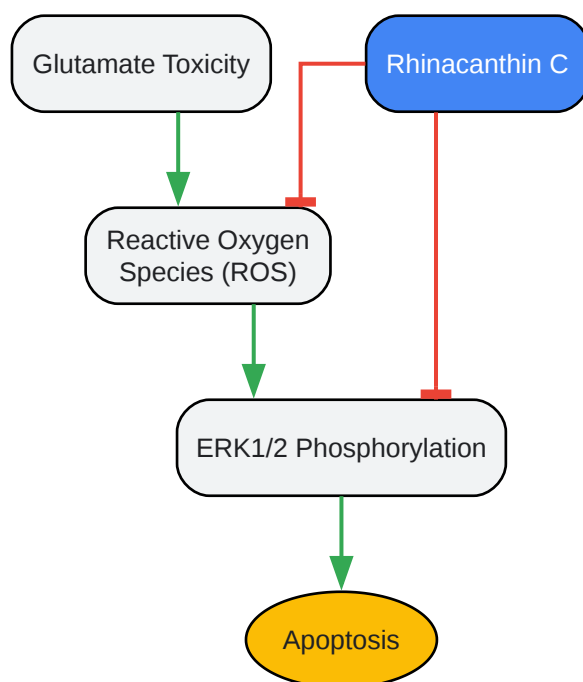 Glutamate Toxicity
Rhinacanthin C
Reactive Oxygen
Species (ROS)
ERK1/2 Phosphorylation
Apoptosis